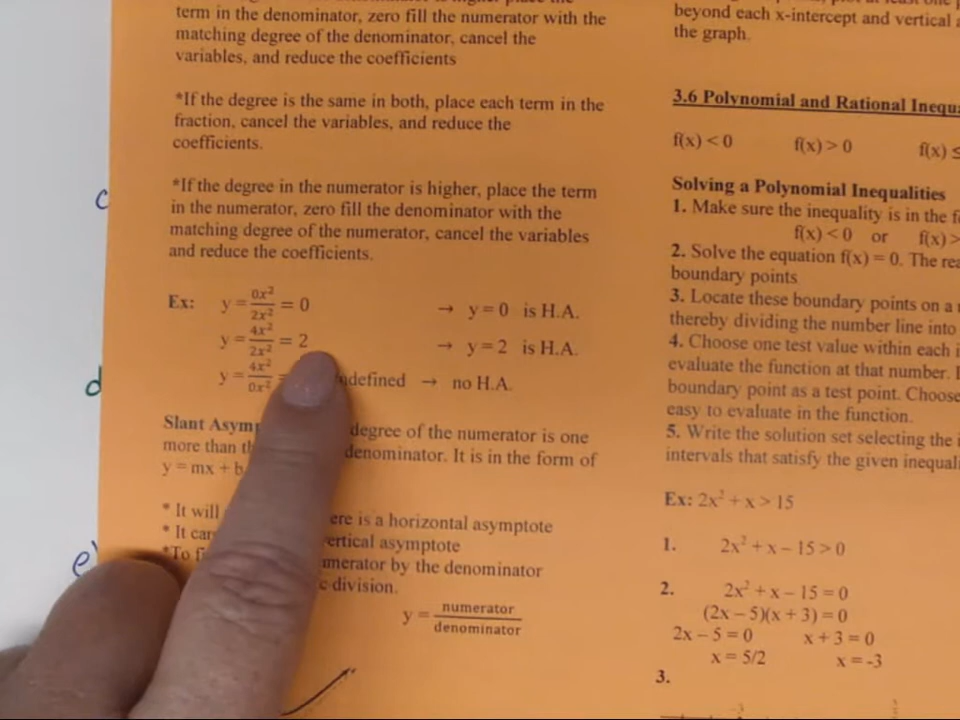 term in the denominator, zero fill the numerator with the
matching degree of the denominator, cancel the
variables, and reduce the coefficients
*If the degree is the same in both, place each term in the
fraction, cancel the variables, and reduce the
coefficients.
*If the degree in the numerator is higher, place the term
in the numerator, zero fill the denominator with the
matching degree of the numerator, cancel the variables
and reduce the coefficients.
Ex: y = 0x²/2x² = 0 → y = 0 is H.A.
y = 4x²/2x² = 2 → y = 2 is H.A.
y = 4x²/0x² = ndefined → no H.A.
Slant Asymp degree of the numerator is one
more than th denominator. It is in the form of
y = mx + b
* It will ere is a horizontal asymptote
* It can ertical asymptote
*To f merator by the denominator
c division.
y = numerator/denominator
c
d
e)
beyond each x-intercept and vertical a
the graph.
3.6 Polynomial and Rational Inequa
f(x) < 0 f(x) > 0 f(x) ≤
Solving a Polynomial Inequalities
1. Make sure the inequality is in the f
f(x) < 0 or f(x) >
2. Solve the equation f(x) = 0. The rea
boundary points
3. Locate these boundary points on a
thereby dividing the number line into
4. Choose one test value within each i
evaluate the function at that number.
boundary point as a test point. Choose
easy to evaluate in the function.
5. Write the solution set selecting the i
intervals that satisfy the given inequali
Ex: 2x² + x > 15
1. 2x² + x – 15 > 0
2. 2x² + x – 15 = 0
(2x – 5)(x + 3) = 0
2x – 5 = 0 x + 3 = 0
x = 5/2 x = -3
3.